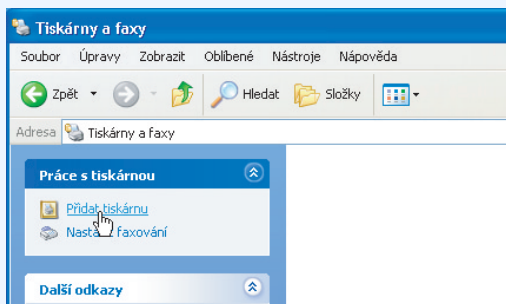 Tiskárny a faxy
Soubor Úpravy Zobrazit Oblíbené Nástroje Nápověda
Zpět Hledat Složky
Adresa Tiskárny a faxy
Práce s tiskárnou
Přidat tiskárnu
faxování
Další odkazy